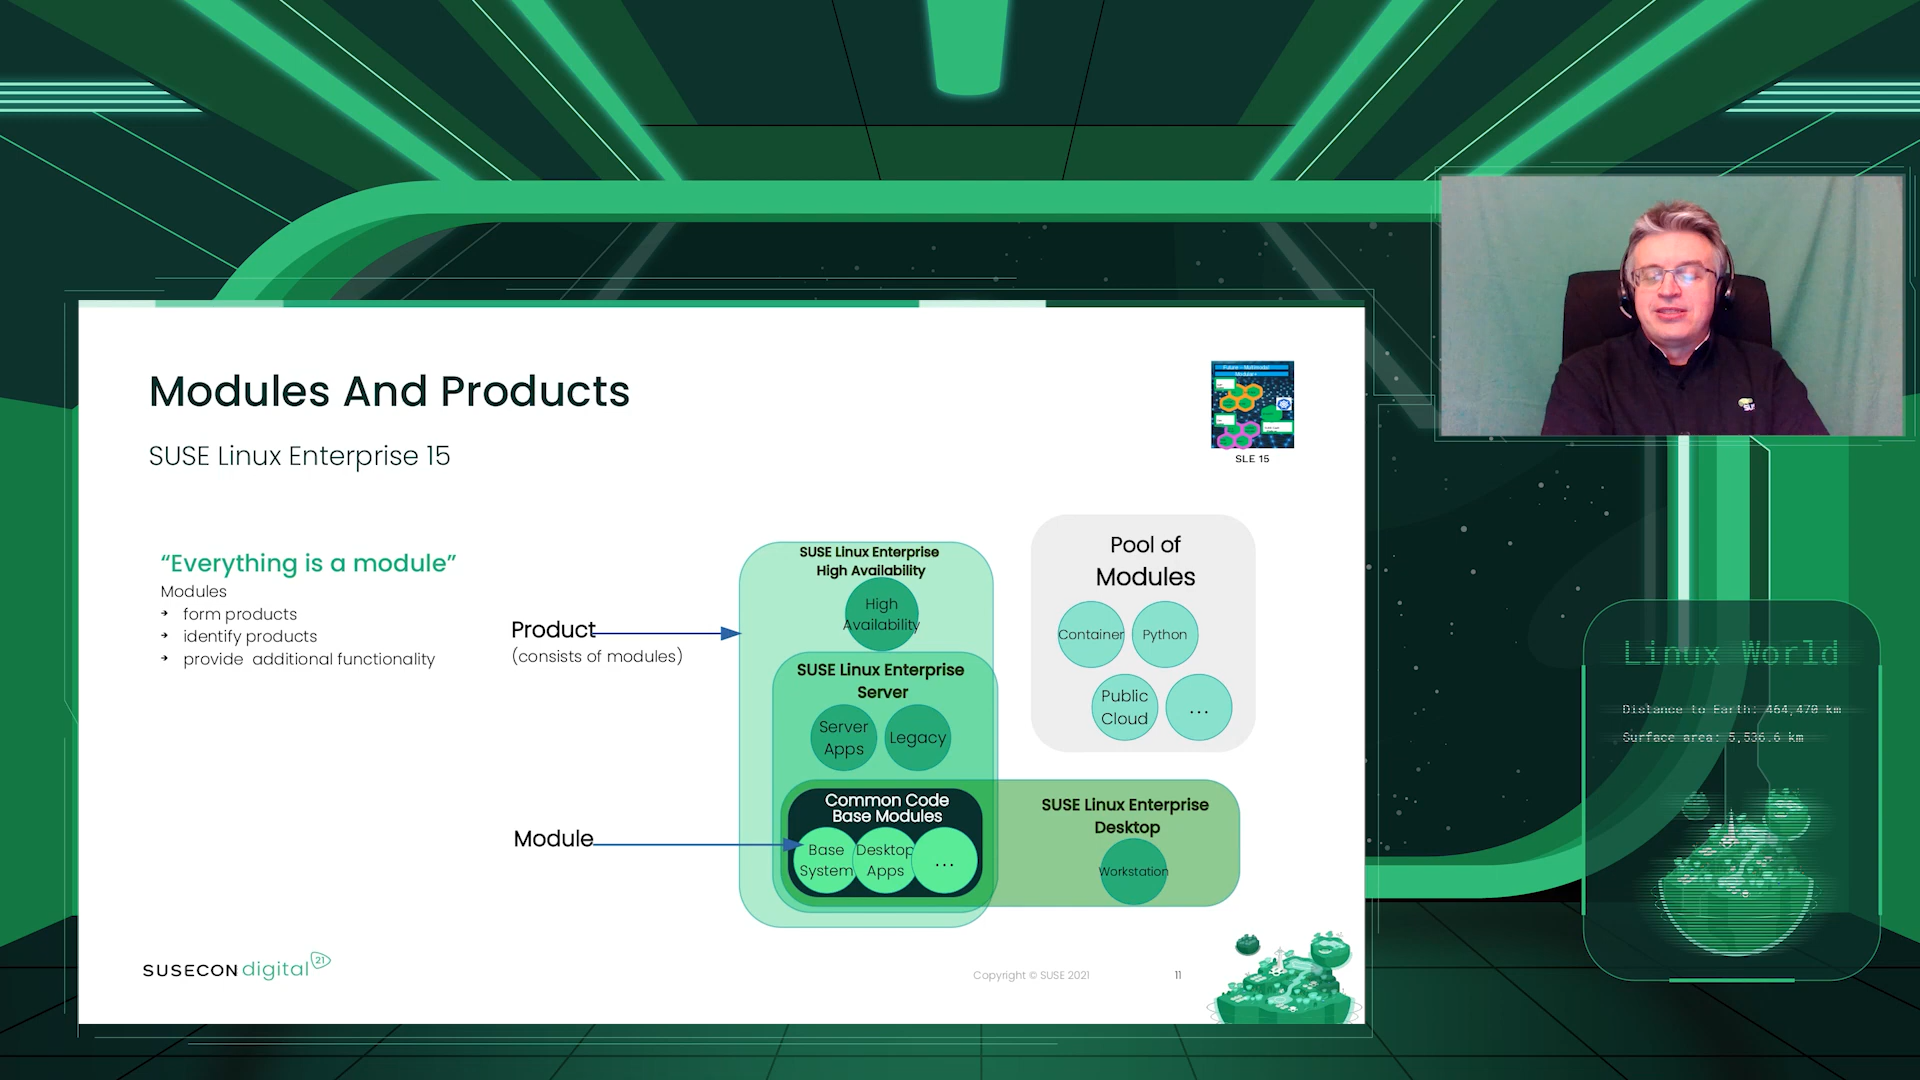 Modules And Products
SUSE Linux Enterprise 15
Future - Multimodal
Modular+
SLE 15
“Everything is a module”
Modules
form products
identify products
provide additional functionality
Product
(consists of modules)
Module
SUSE Linux Enterprise
High Availability
High
Availability
SUSE Linux Enterprise
Server
Server
Apps
Legacy
Common Code
Base Modules
Base
System
Desktop
Apps
...
Pool of
Modules
Container
Python
Public
Cloud
...
SUSE Linux Enterprise
Desktop
Workstation
SUSECON digital 21
Copyright © SUSE 2021
11
Linux World
Distance to Earth: 464,470 km
Surface area: 5,536.6 km